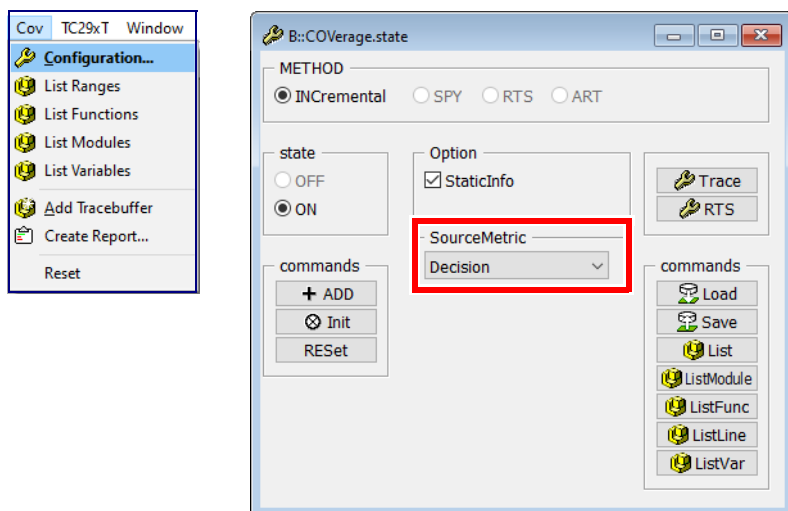 Cov TC29xT Window
Configuration...
List Ranges
List Functions
List Modules
List Variables
Add Tracebuffer
Create Report...
Reset
B::COVerage.state
METHOD
INCremental SPY RTS ART
state
OFF
ON
Option
StaticInfo
Trace
RTS
SourceMetric
Decision
commands
+ ADD
Init
RESet
commands
Load
Save
List
ListModule
ListFunc
ListLine
ListVar